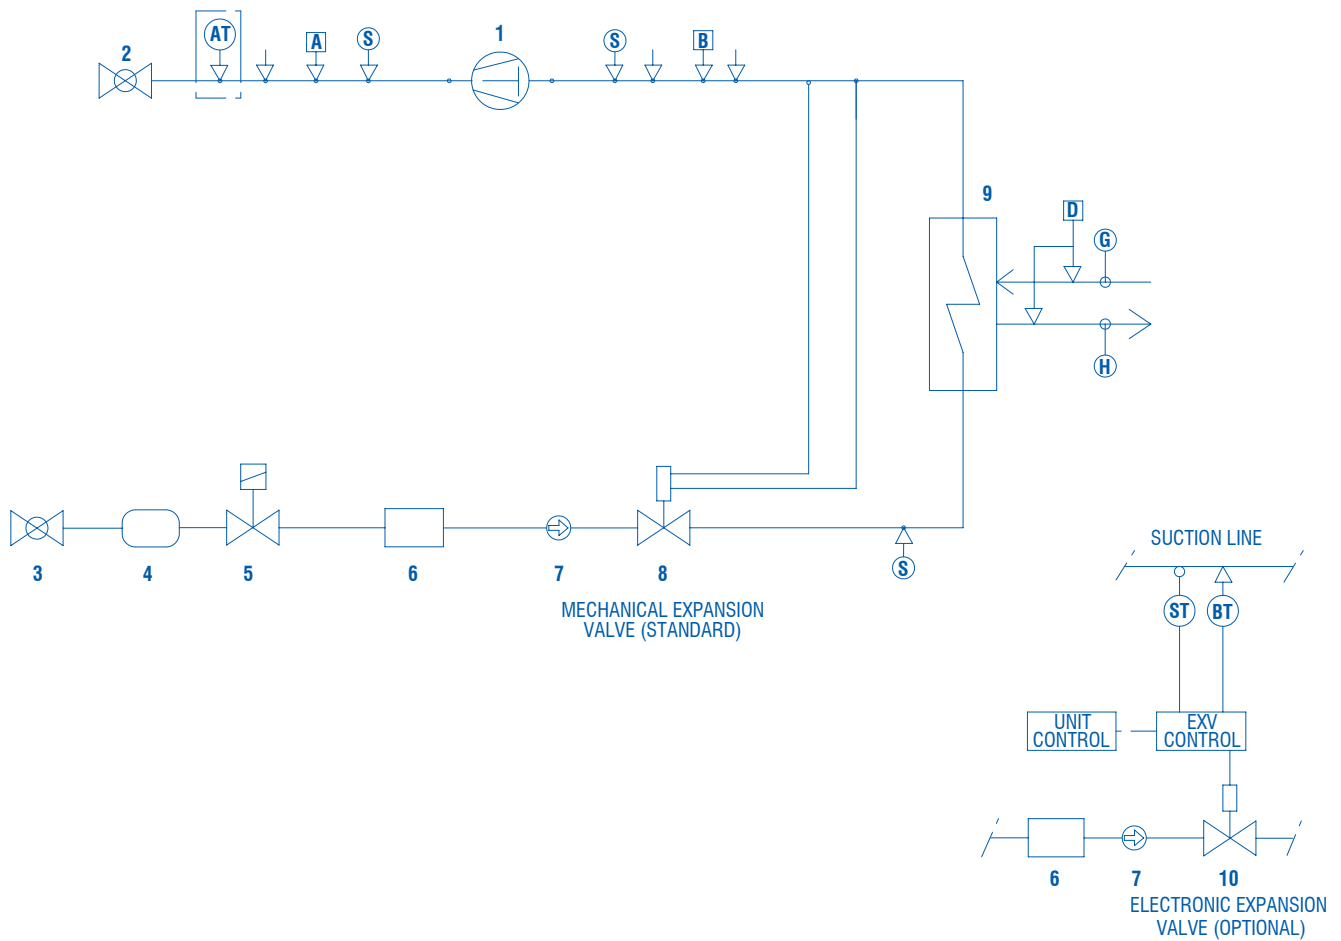 2
AT
A
S
1
S
B
9
D
G
H
3
4
5
6
7
8
S
MECHANICAL EXPANSION
VALVE (STANDARD)
SUCTION LINE
ST
BT
UNIT
CONTROL
EXV
CONTROL
6
7
10
ELECTRONIC EXPANSION
VALVE (OPTIONAL)